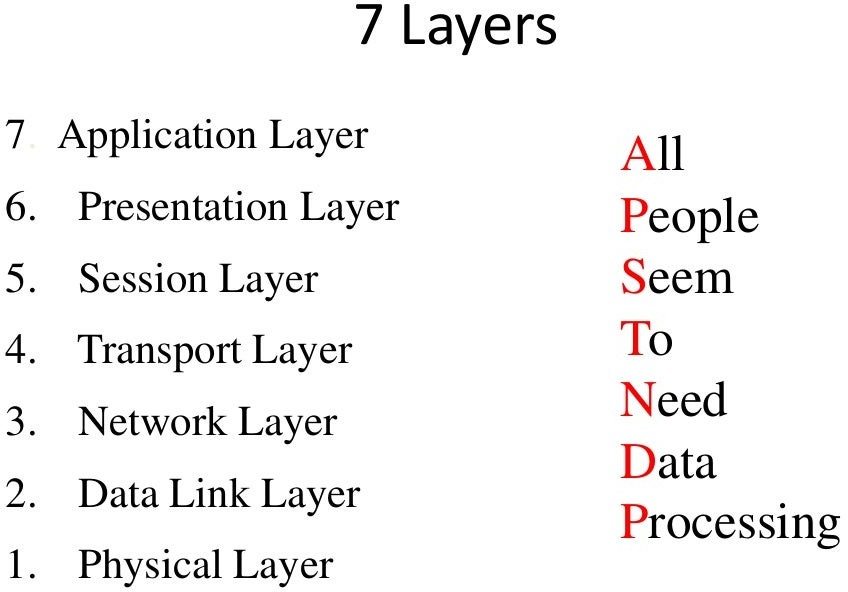 7 Layers
7. Application Layer
6. Presentation Layer
5. Session Layer
4. Transport Layer
3. Network Layer
2. Data Link Layer
1. Physical Layer
All
People
Seem
To
Need
Data
Processing